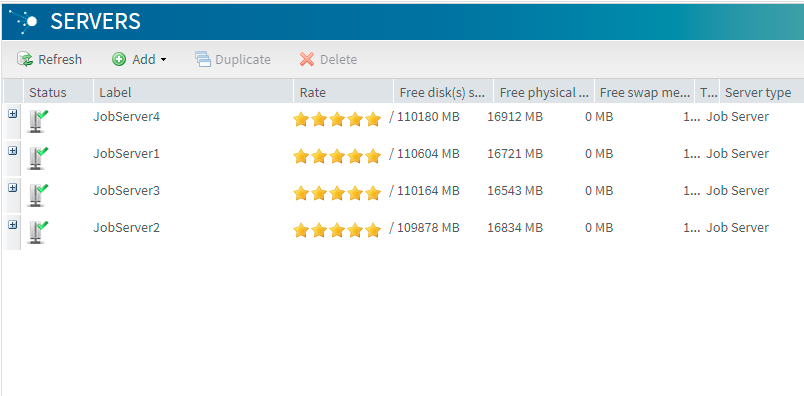 SERVERS
Refresh Add Duplicate Delete
Status Label Rate Free disk(s) s... Free physical ... Free swap me... T... Server type
JobServer4 / 110180 MB 16912 MB 0 MB 1... Job Server
JobServer1 / 110604 MB 16721 MB 0 MB 1... Job Server
JobServer3 / 110164 MB 16543 MB 0 MB 1... Job Server
JobServer2 / 109878 MB 16834 MB 0 MB 1... Job Server